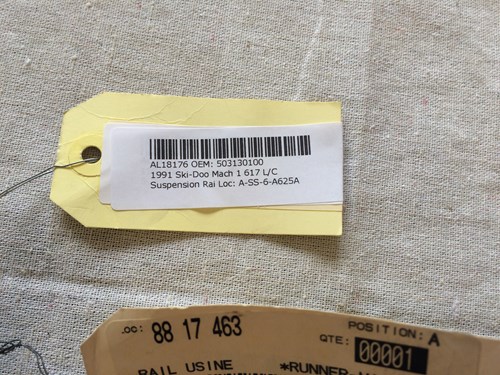 AL18176 OEM: 503130100
1991 Ski-Doo Mach 1 617 L/C
Suspension Rai Loc: A-SS-6-A625A
.oc: 88 17 463
POSITION: A
QTE: 00001
RAIL USINE *RUNNER-